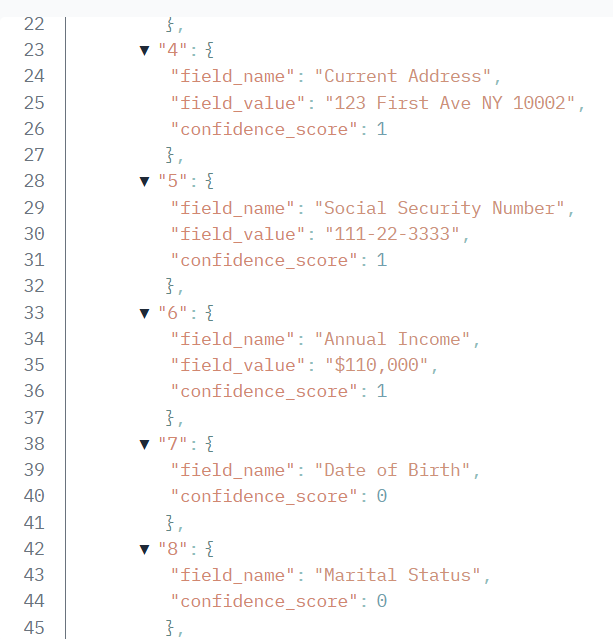 22 },
23 ▼ "4": {
24 "field_name": "Current Address",
25 "field_value": "123 First Ave NY 10002",
26 "confidence_score": 1
27 },
28 ▼ "5": {
29 "field_name": "Social Security Number",
30 "field_value": "111-22-3333",
31 "confidence_score": 1
32 },
33 ▼ "6": {
34 "field_name": "Annual Income",
35 "field_value": "$110,000",
36 "confidence_score": 1
37 },
38 ▼ "7": {
39 "field_name": "Date of Birth",
40 "confidence_score": 0
41 },
42 ▼ "8": {
43 "field_name": "Marital Status",
44 "confidence_score": 0
45 },